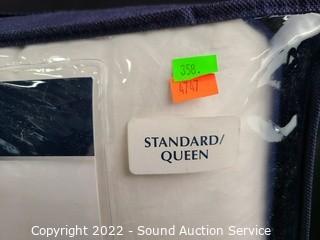 358.
4747
STANDARD/
QUEEN
Copyright 2022 - Sound Auction Service